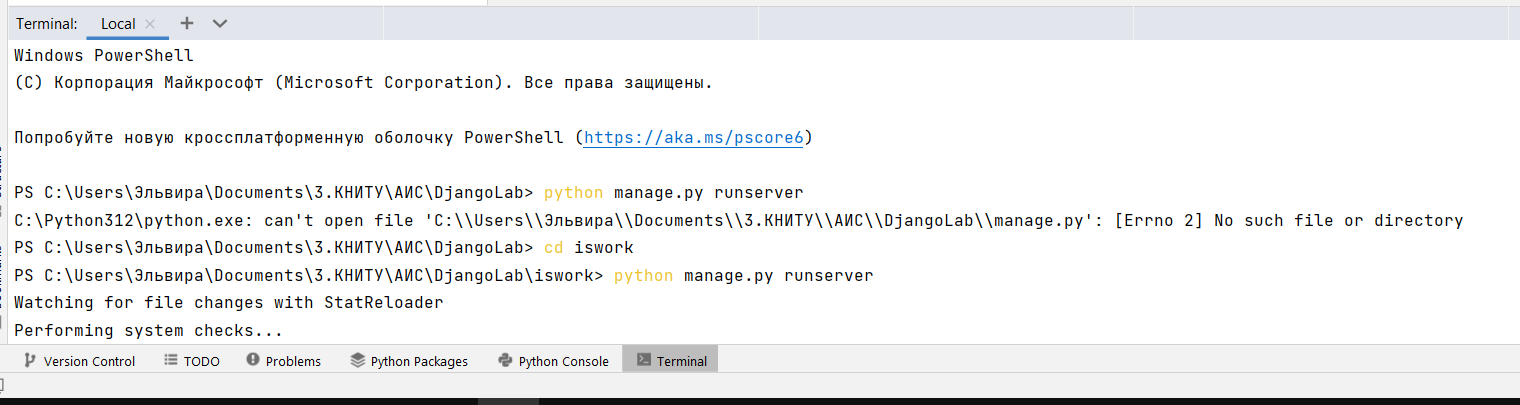 Terminal: Local
Windows PowerShell
(C) Корпорация Майкрософт (Microsoft Corporation). Все права защищены.
Попробуйте новую кроссплатформенную оболочку PowerShell (https://aka.ms/pscore6)
PS C:\Users\Эльвира\Documents\3.КНИТУ\АИС\DjangoLab> python manage.py runserver
C:\Python312\python.exe: can't open file 'C:\\Users\\Эльвира\\Documents\\3.КНИТУ\\АИС\\DjangoLab\\manage.py': [Errno 2] No such file or directory
PS C:\Users\Эльвира\Documents\3.КНИТУ\АИС\DjangoLab> cd iswork
PS C:\Users\Эльвира\Documents\3.КНИТУ\АИС\DjangoLab\iswork> python manage.py runserver
Watching for file changes with StatReloader
Performing system checks...
Version Control TODO Problems Python Packages Python Console Terminal